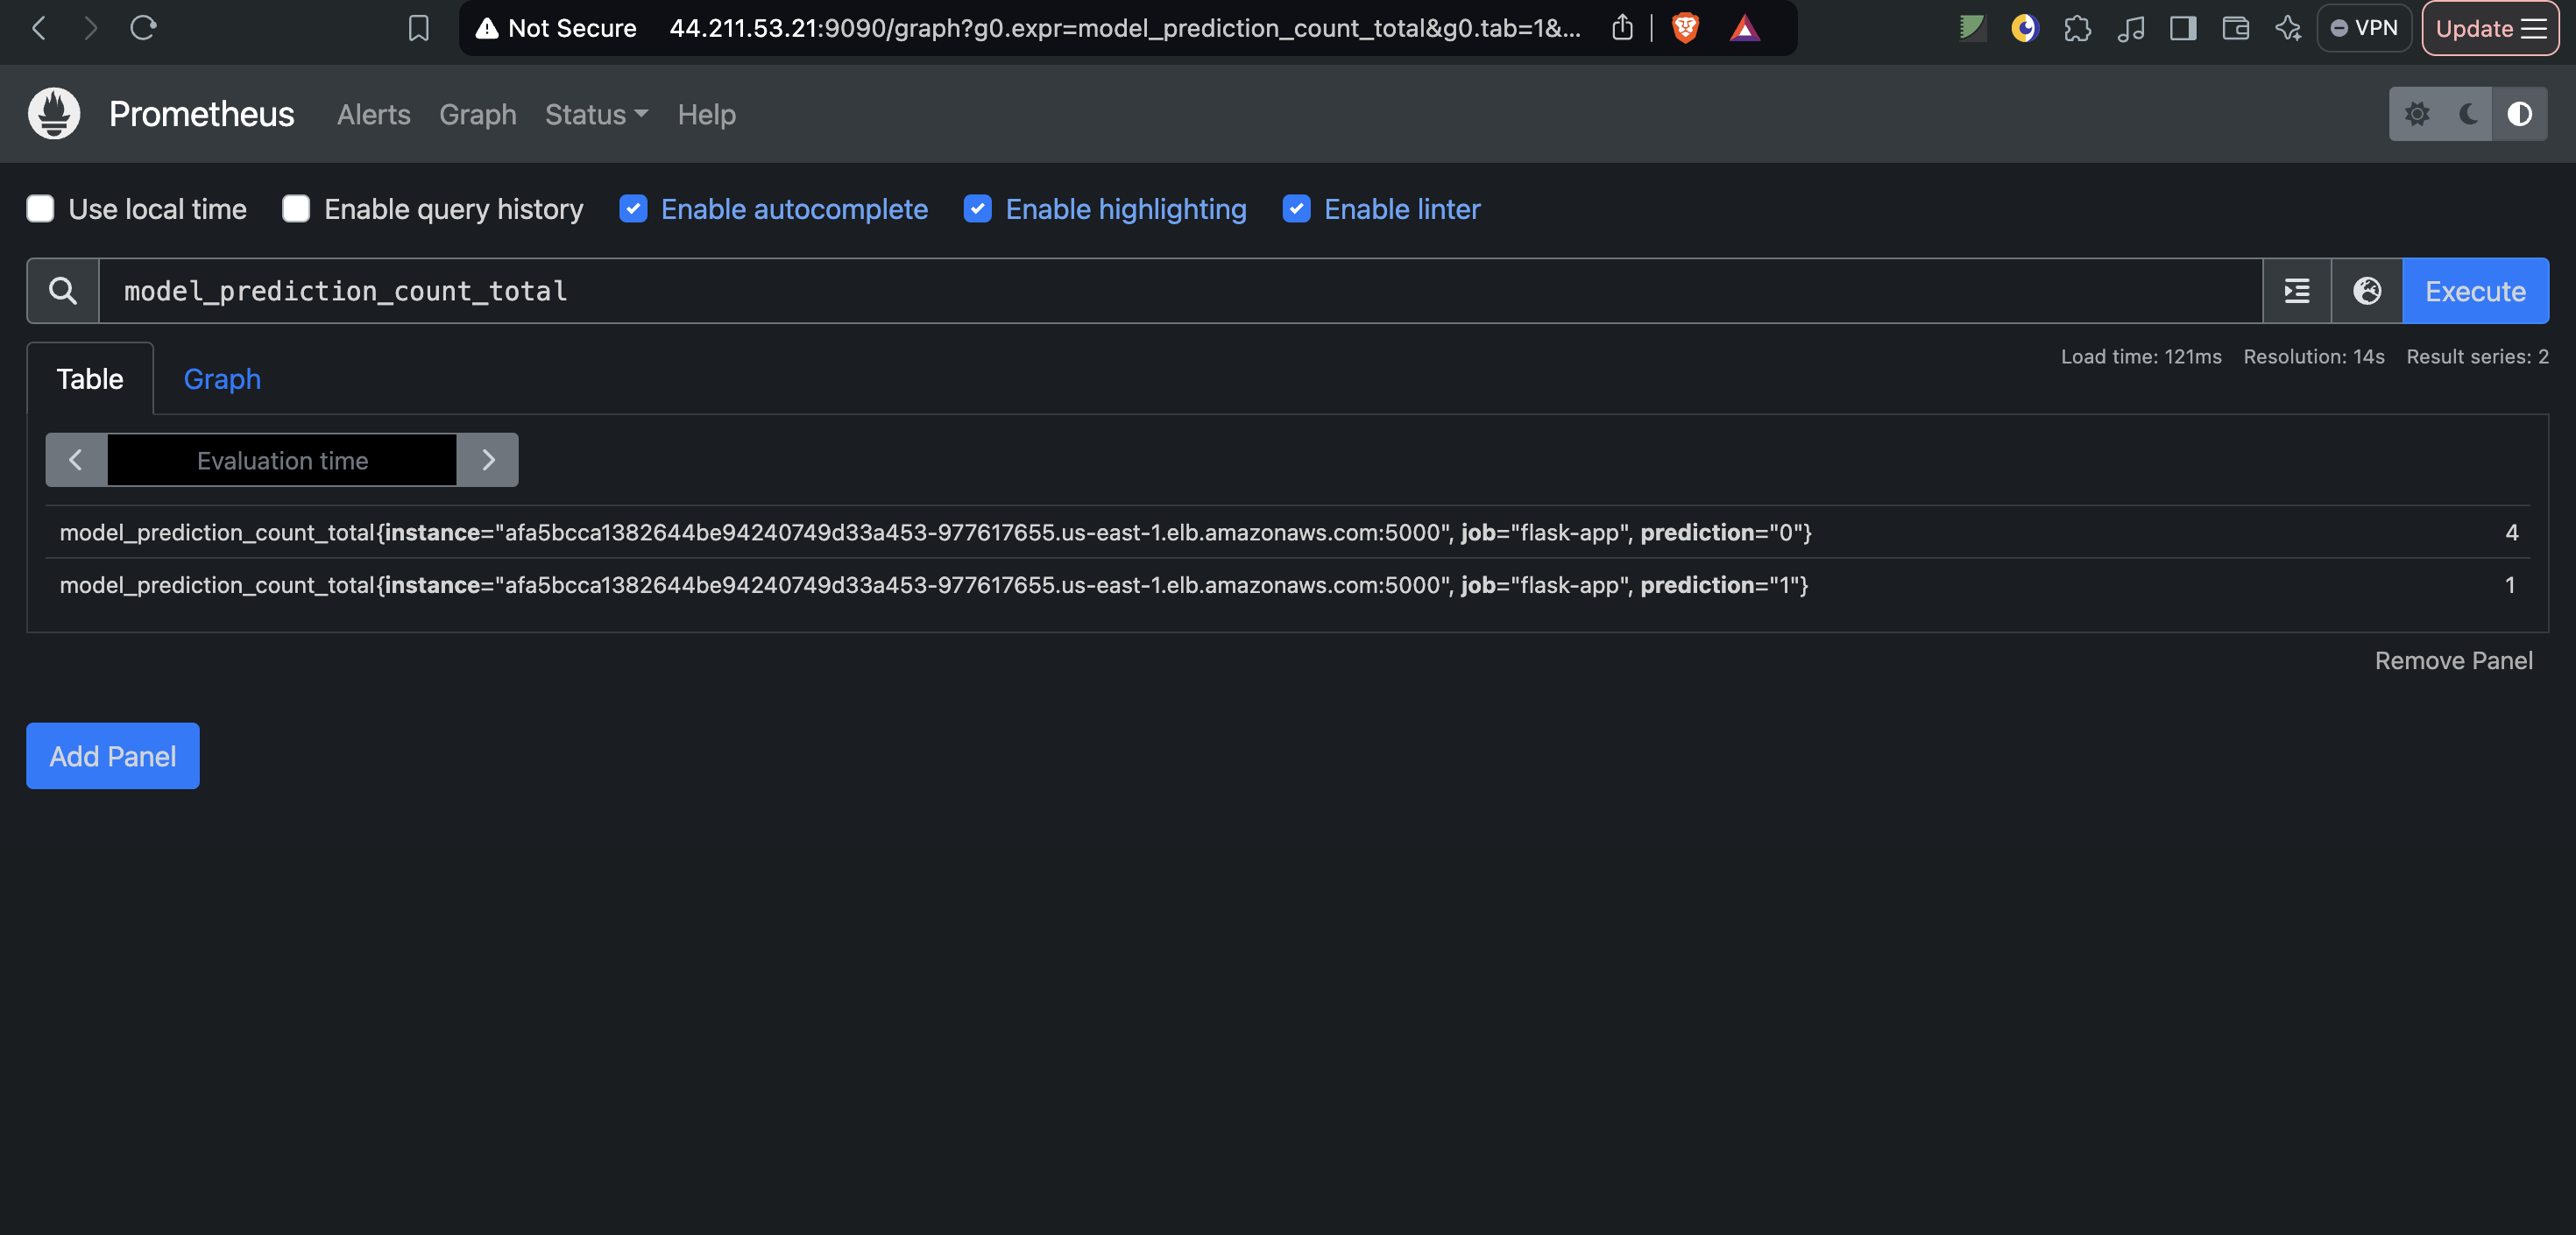 Not Secure 44.211.53.21:9090/graph?g0.expr=model_prediction_count_total&g0.tab=1&... VPN Update
Prometheus Alerts Graph Status Help
Use local time Enable query history Enable autocomplete Enable highlighting Enable linter
model_prediction_count_total Execute
Table Graph Load time: 121ms Resolution: 14s Result series: 2
Evaluation time
model_prediction_count_total{instance="afa5bcca1382644be94240749d33a453-977617655.us-east-1.elb.amazonaws.com:5000", job="flask-app", prediction="0"} 4
model_prediction_count_total{instance="afa5bcca1382644be94240749d33a453-977617655.us-east-1.elb.amazonaws.com:5000", job="flask-app", prediction="1"} 1
Remove Panel
Add Panel